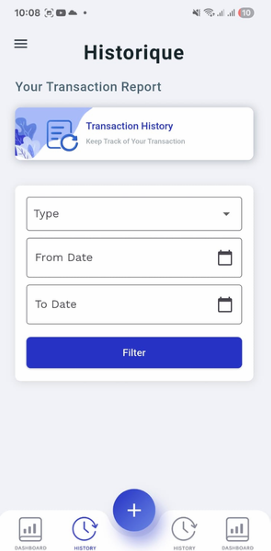 10:08
10
Historique
Your Transaction Report
Transaction History
Keep Track of Your Transaction
Type
From Date
To Date
Filter
DASHBOARD
HISTORY
HISTORY
DASHBOARD